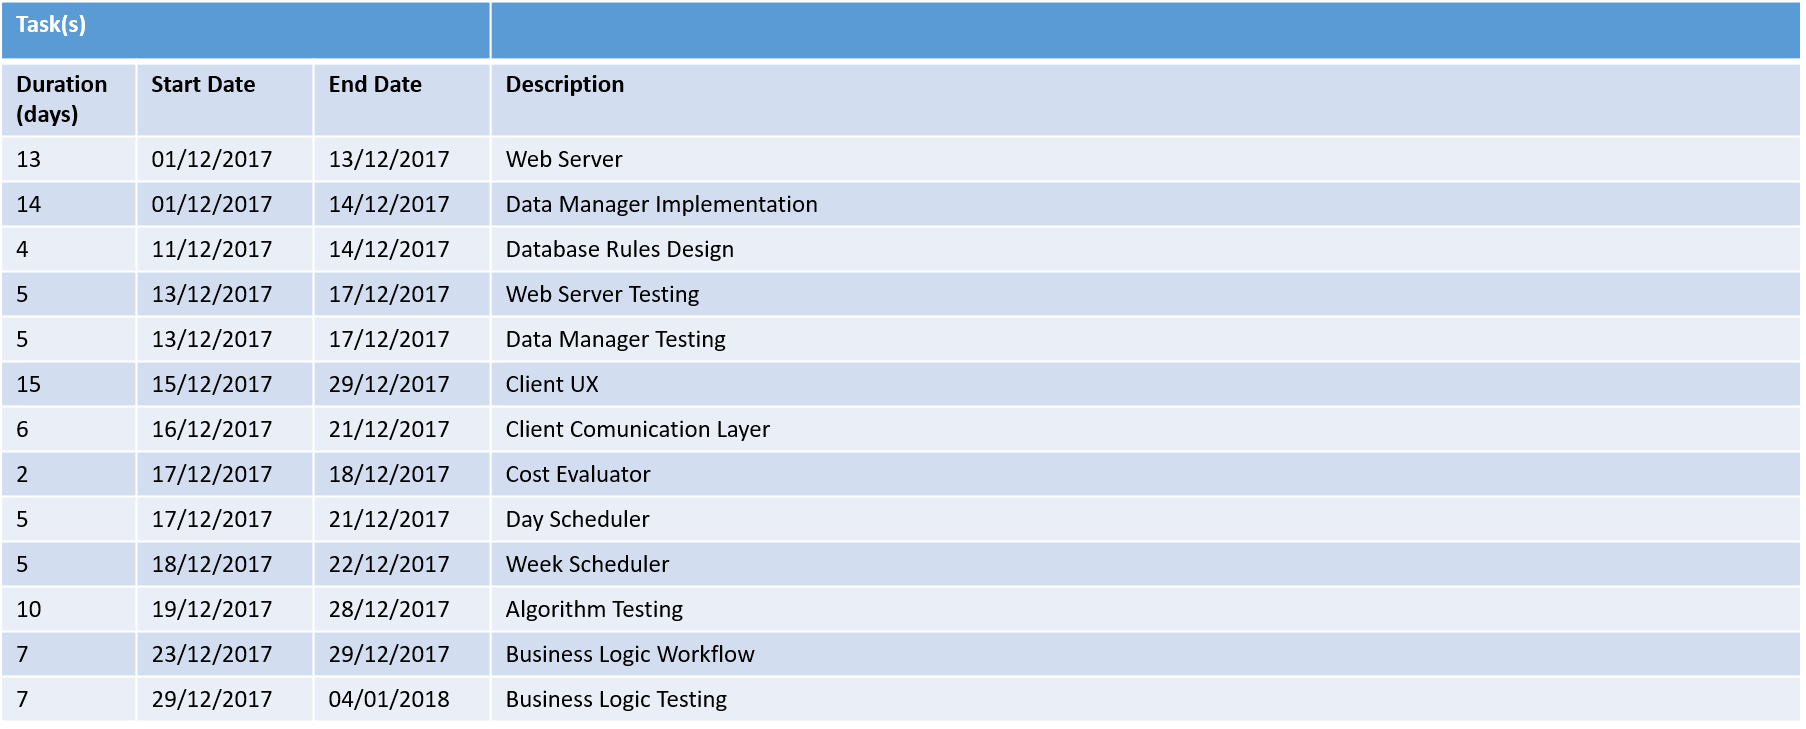 Task(s)
Duration (days) Start Date End Date Description
13 01/12/2017 13/12/2017 Web Server
14 01/12/2017 14/12/2017 Data Manager Implementation
4 11/12/2017 14/12/2017 Database Rules Design
5 13/12/2017 17/12/2017 Web Server Testing
5 13/12/2017 17/12/2017 Data Manager Testing
15 15/12/2017 29/12/2017 Client UX
6 16/12/2017 21/12/2017 Client Comunication Layer
2 17/12/2017 18/12/2017 Cost Evaluator
5 17/12/2017 21/12/2017 Day Scheduler
5 18/12/2017 22/12/2017 Week Scheduler
10 19/12/2017 28/12/2017 Algorithm Testing
7 23/12/2017 29/12/2017 Business Logic Workflow
7 29/12/2017 04/01/2018 Business Logic Testing